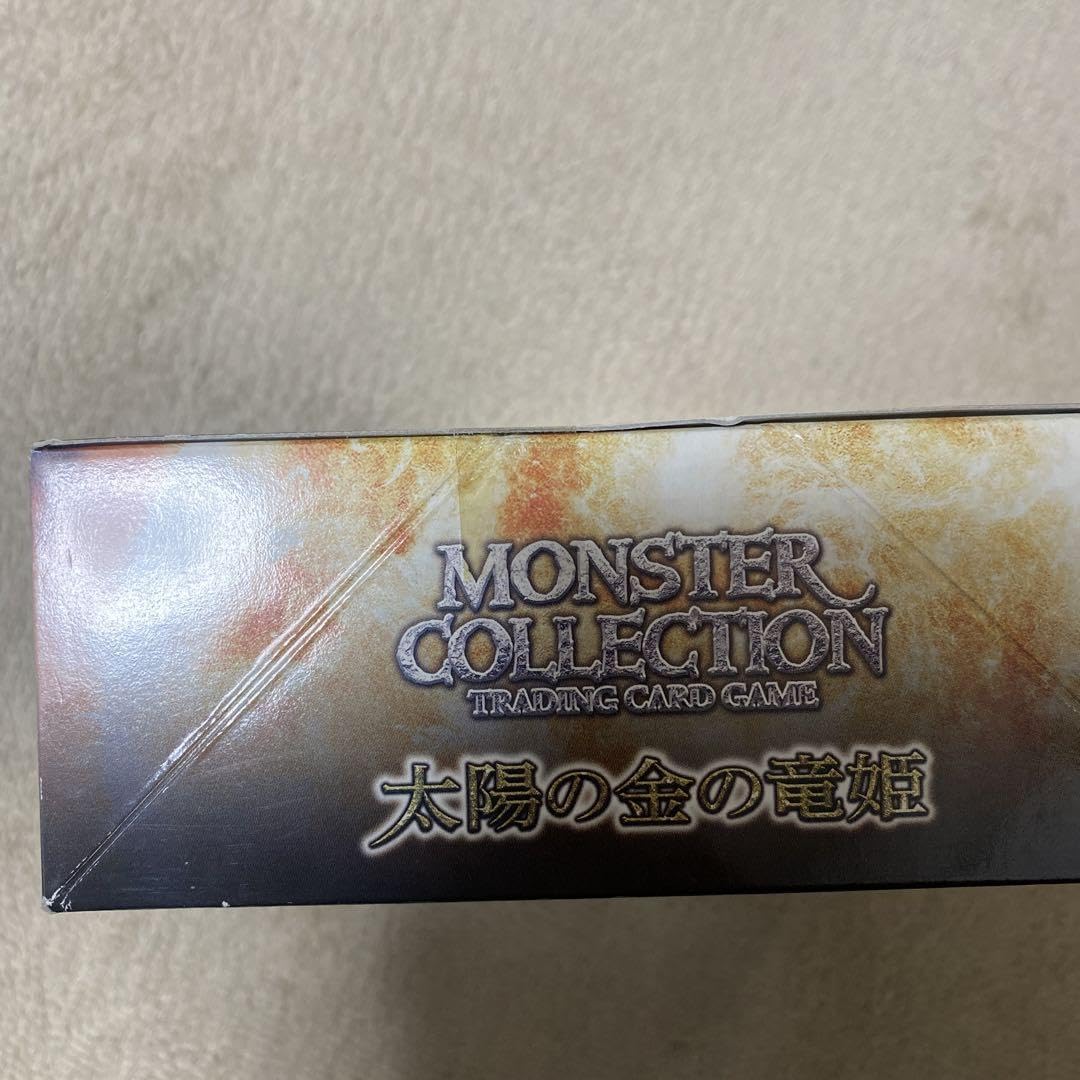 MONSTER
COLLECTION
TRADING CARD GAME
太陽の金の竜姫